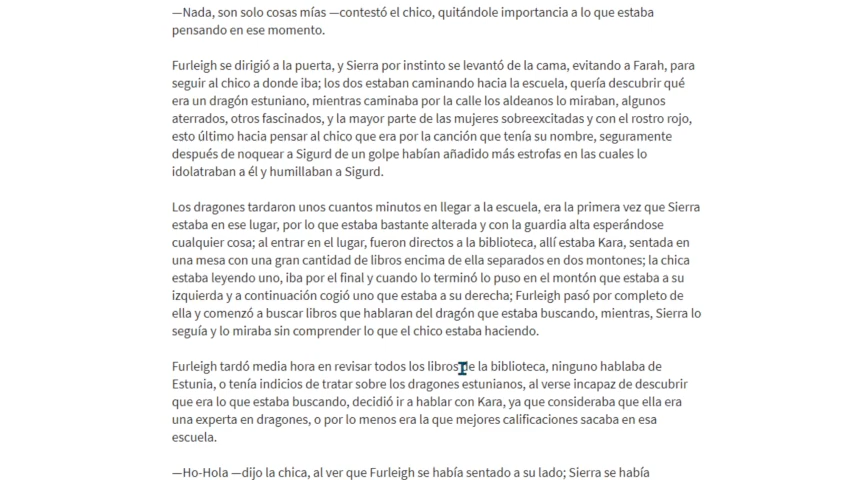 —Nada, son solo cosas mías —contestó el chico, quitándole importancia a lo que estaba
pensando en ese momento.
Furleigh se dirigió a la puerta, y Sierra por instinto se levantó de la cama, evitando a Farah, para
seguir al chico a donde iba; los dos estaban caminando hacia la escuela, quería descubrir qué
era un dragón estuniano, mientras caminaba por la calle los aldeanos lo miraban, algunos
aterrados, otros fascinados, y la mayor parte de las mujeres sobreexcitadas y con el rostro rojo,
esto último hacia pensar al chico que era por la canción que tenía su nombre, seguramente
después de noquear a Sigurd de un golpe habían añadido más estrofas en las cuales lo
idolatraban a él y humillaban a Sigurd.
Los dragones tardaron unos cuantos minutos en llegar a la escuela, era la primera vez que Sierra
estaba en ese lugar, por lo que estaba bastante alterada y con la guardia alta esperándose
cualquier cosa; al entrar en el lugar, fueron directos a la biblioteca, allí estaba Kara, sentada en
una mesa con una gran cantidad de libros encima de ella separados en dos montones; la chica
estaba leyendo uno, iba por el final y cuando lo terminó lo puso en el montón que estaba a su
izquierda y a continuación cogió uno que estaba a su derecha; Furleigh pasó por completo de
ella y comenzó a buscar libros que hablaran del dragón que estaba buscando, mientras, Sierra lo
seguía y lo miraba sin comprender lo que el chico estaba haciendo.
Furleigh tardó media hora en revisar todos los libros de la biblioteca, ninguno hablaba de
Estunia, o tenía indicios de tratar sobre los dragones estunianos, al verse incapaz de descubrir
que era lo que estaba buscando, decidió ir a hablar con Kara, ya que consideraba que ella era
una experta en dragones, o por lo menos era la que mejores calificaciones sacaba en esa
escuela.
—Ho-Hola —dijo la chica, al ver que Furleigh se había sentado a su lado; Sierra se había